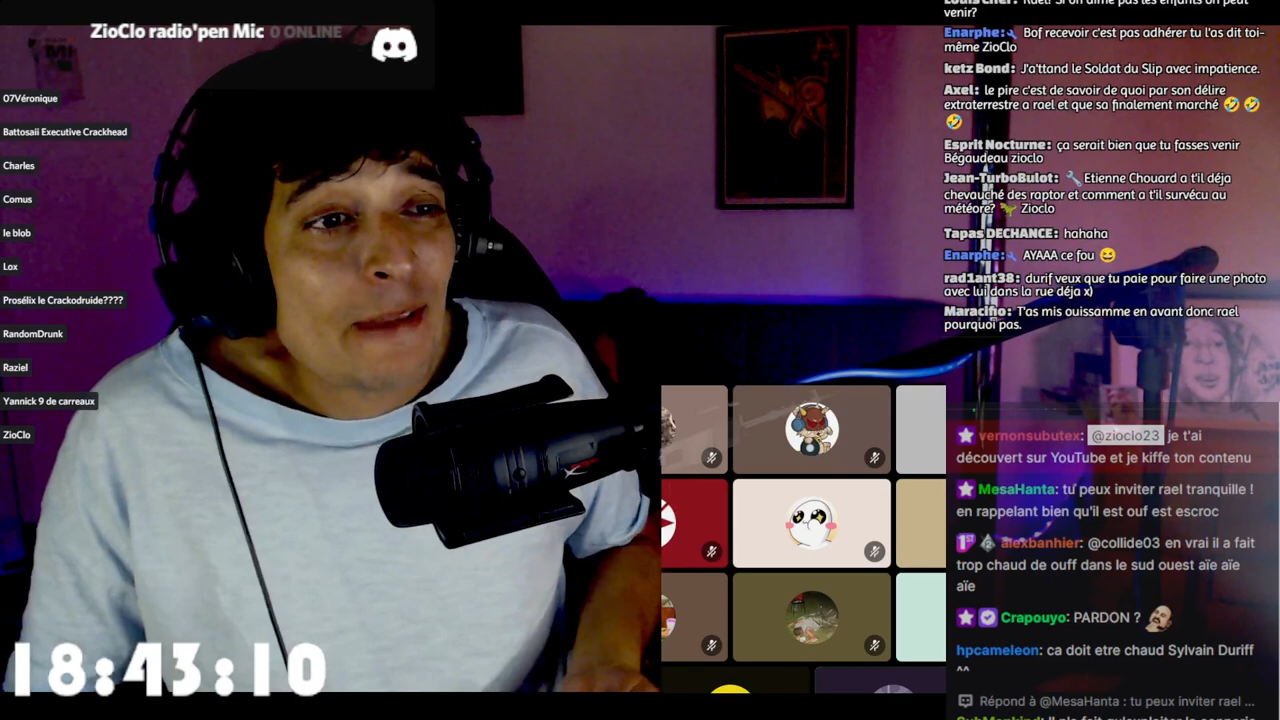 ZioClo radio'pen Mic 0 ONLINE
07Véronique
Battosaii Executive Crackhead
Charles
Comus
le blob
Lox
Prosélix le Crackodruide????
RandomDrunk
Raziel
Yannick 9 de carreaux
ZioClo
18:43:10
venir?
Enarphe: Bof recevoir c'est pas adhérer tu l'as dit toi-
même ZioClo
ketz Bond: J'a'ttand le Soldat du Slip avec impatience.
Axel: le pire c'est de savoir de quoi par son délire
extraterrestre a rael et que sa finalement marché 🤣 🤣
🤣
Esprit Nocturne: ça serait bien que tu fasses venir
Bégaudeau zioclo
Jean-TurboBulot: 🔧 Etienne Chouard a t'il déja
chevauché des raptor et comment a t'il survécu au
météore? 🦖 Zioclo
Tapas DECHANCE: hahaha
Enarphe: AYAAA ce fou 😄
rad1ant38: durif veux que tu paie pour faire une photo
avec lui dans la rue déja x)
Maracifio: T'as mis ouissamme en avant donc rael
pourquoi pas.
vernonsubutex: @zioclo23 je t'ai
découvert sur YouTube et je kiffe ton contenu
MesaHanta: tu peux inviter rael tranquille !
en rappelant bien qu'il est ouf est escroc
1ST 2 alexbanhier: @collide03 en vrai il a fait
trop chaud de ouff dans le sud ouest aïe aïe
aïe
Crapouyo: PARDON ?
hpcameleon: ca doit etre chaud Sylvain Duriff
^^
Répond à @MesaHanta : tu peux inviter rael ...